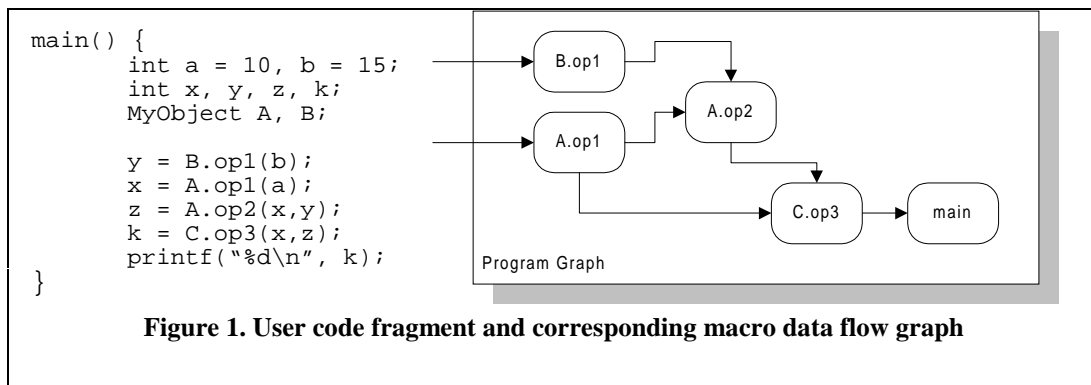 main() {
int a = 10, b = 15;
int x, y, z, k;
MyObject A, B;
y = B.op1(b);
x = A.op1(a);
z = A.op2(x,y);
k = C.op3(x,z);
printf("%d\n", k);
}
B.op1
A.op2
A.op1
C.op3
main
Program Graph
Figure 1. User code fragment and corresponding macro data flow graph